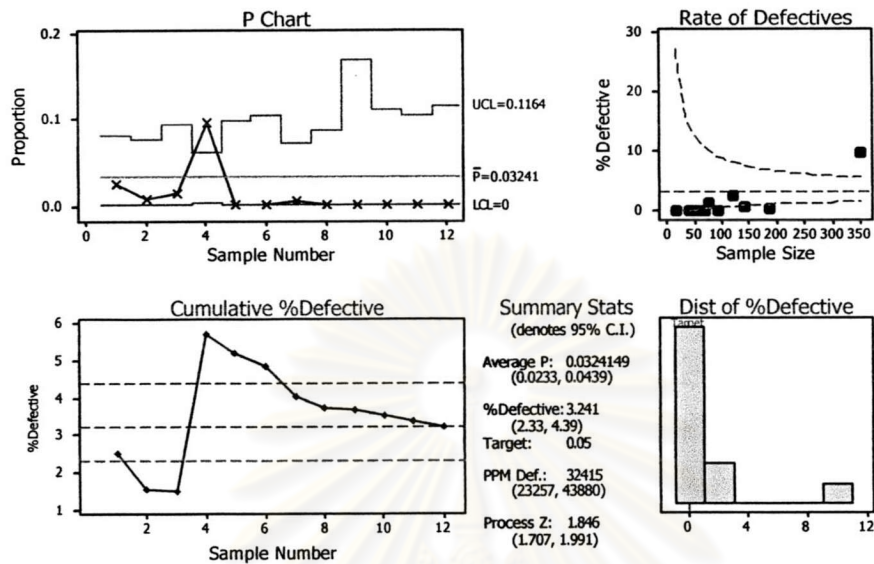 P Chart
0.2
0.1
0.0
Proportion
0 2 4 6 8 10 12
Sample Number
UCL=0.1164
P̄=0.03241
LCL=0
Rate of Defectives
30
20
10
0
%Defective
0 50 100 150 200 250 300 350
Sample Size
Cumulative %Defective
6
5
4
3
2
1
%Defective
2 4 6 8 10 12
Sample Number
Summary Stats
(denotes 95% C.I.)
Average P: 0.0324149
(0.0233, 0.0439)
%Defective: 3.241
(2.33, 4.39)
Target: 0.05
PPM Def.: 32415
(23257, 43880)
Process Z: 1.846
(1.707, 1.991)
Dist of %Defective
Target
0 4 8 12